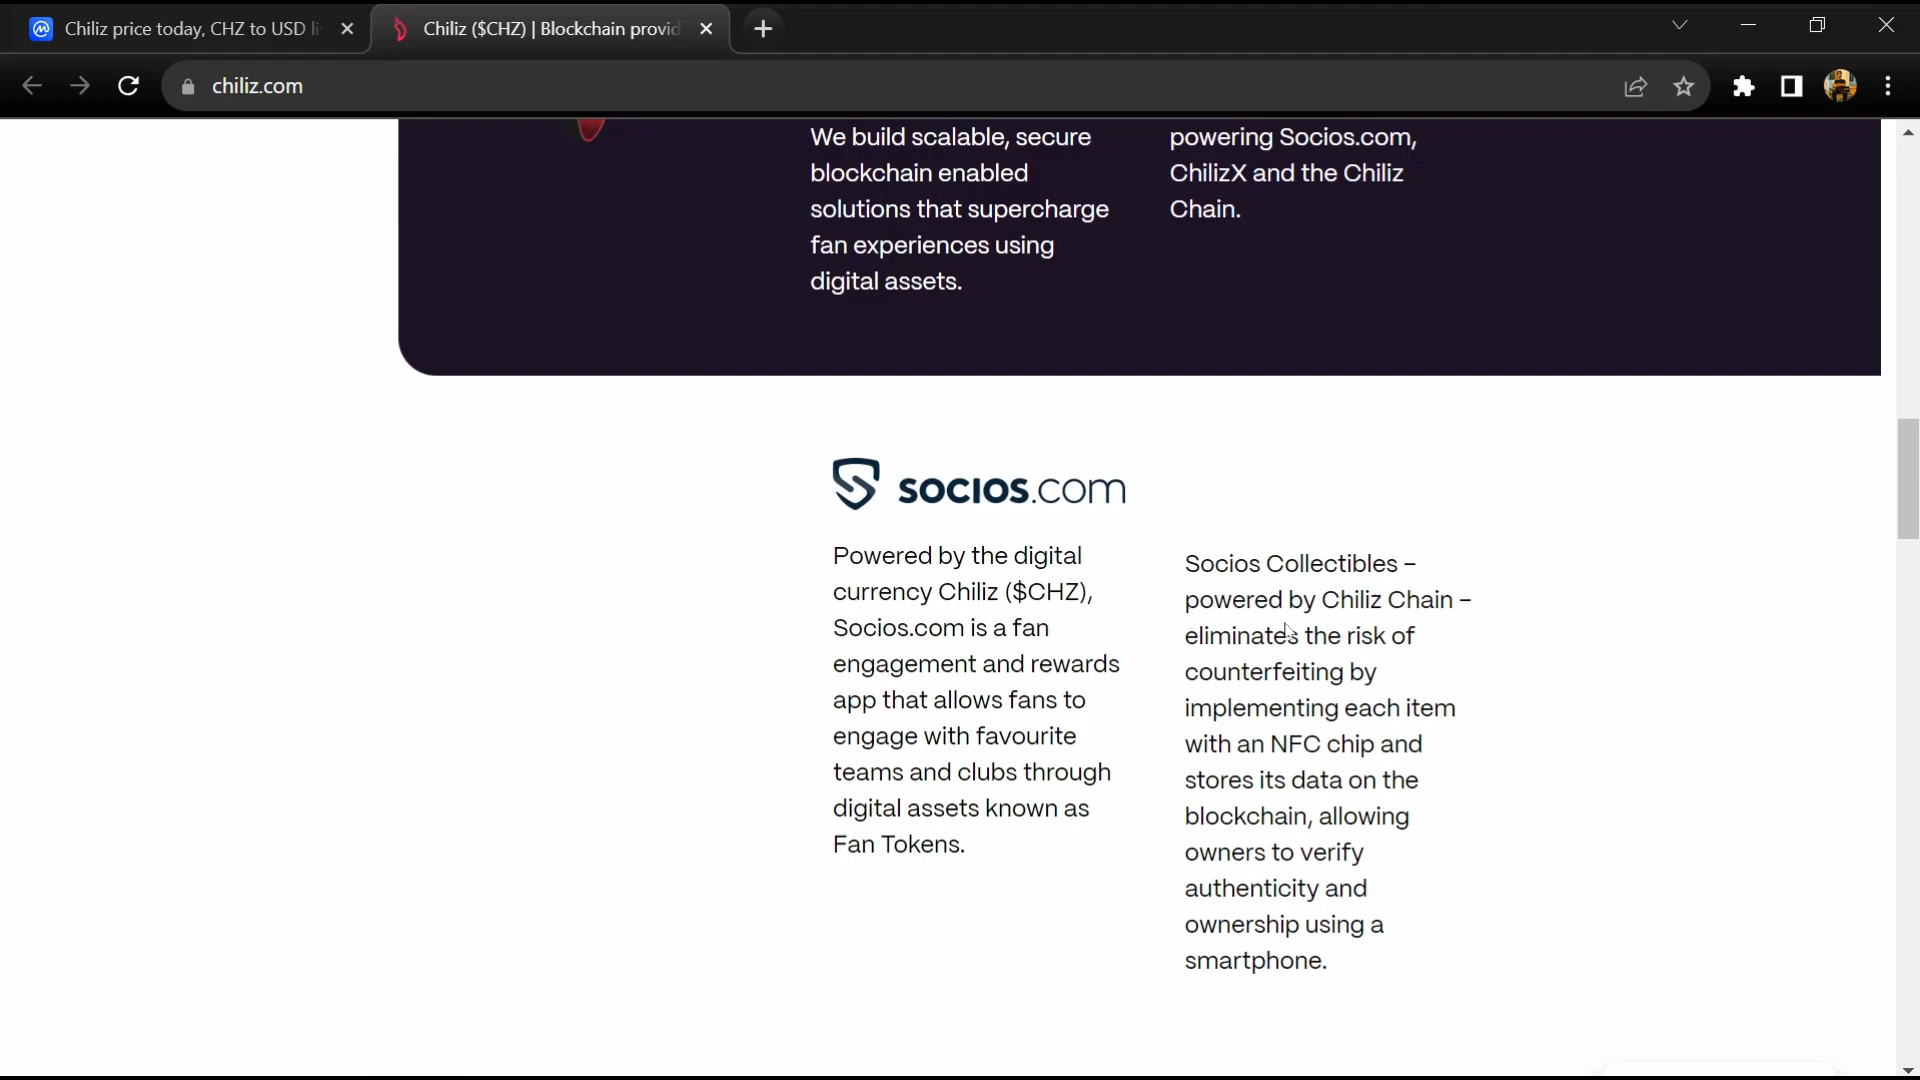 Chiliz price today, CHZ to USD li
Chiliz ($CHZ) | Blockchain provid
chiliz.com
We build scalable, secure
blockchain enabled
solutions that supercharge
fan experiences using
digital assets.
powering Socios.com,
ChilizX and the Chiliz
Chain.
socios.com
Powered by the digital
currency Chiliz ($CHZ),
Socios.com is a fan
engagement and rewards
app that allows fans to
engage with favourite
teams and clubs through
digital assets known as
Fan Tokens.
Socios Collectibles –
powered by Chiliz Chain –
eliminates the risk of
counterfeiting by
implementing each item
with an NFC chip and
stores its data on the
blockchain, allowing
owners to verify
authenticity and
ownership using a
smartphone.